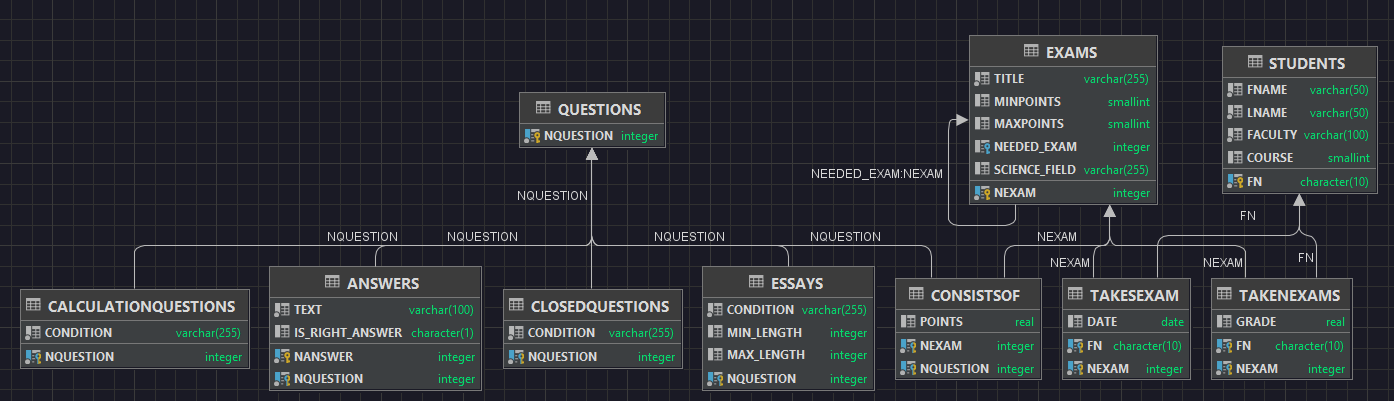 QUESTIONS
NQUESTION integer
EXAMS
TITLE varchar(255)
MINPOINTS smallint
MAXPOINTS smallint
NEEDED_EXAM integer
SCIENCE_FIELD varchar(255)
NEXAM integer
STUDENTS
FNAME varchar(50)
LNAME varchar(50)
FACULTY varchar(100)
COURSE smallint
FN character(10)
NEEDED_EXAM:NEXAM
NQUESTION
FN
NQUESTION
NQUESTION
NQUESTION
NQUESTION
NEXAM
NEXAM
NEXAM
FN
CALCULATIONQUESTIONS
CONDITION varchar(255)
NQUESTION integer
ANSWERS
TEXT varchar(100)
IS_RIGHT_ANSWER character(1)
NANSWER integer
NQUESTION integer
CLOSEDQUESTIONS
CONDITION varchar(255)
NQUESTION integer
ESSAYS
CONDITION varchar(255)
MIN_LENGTH integer
MAX_LENGTH integer
NQUESTION integer
CONSISTSOF
POINTS real
NEXAM integer
NQUESTION integer
TAKESEXAM
DATE date
FN character(10)
NEXAM integer
TAKENEXAMS
GRADE real
FN character(10)
NEXAM integer